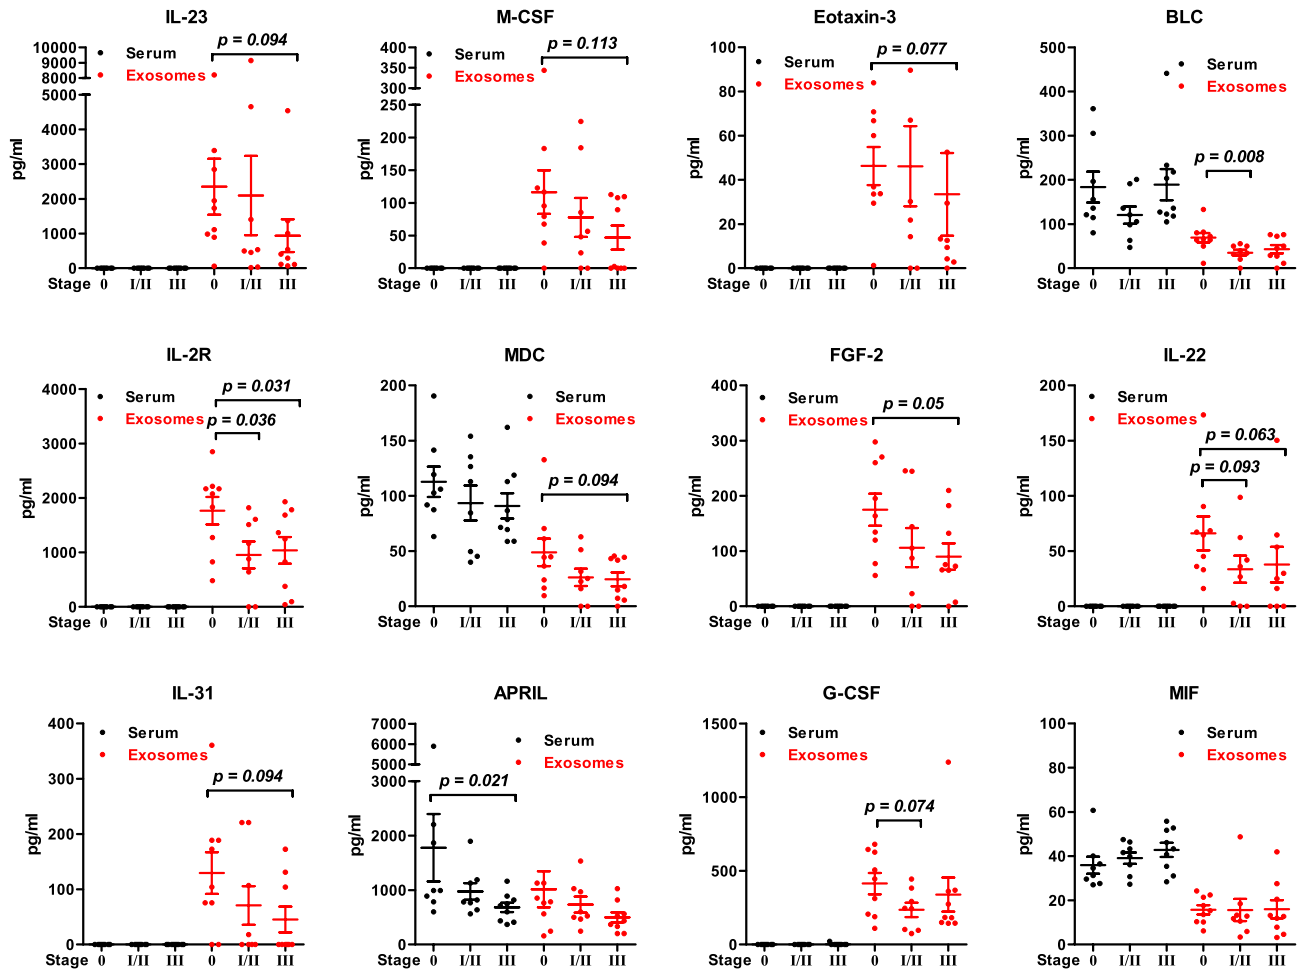 IL-23
M-CSF
Eotaxin-3
BLC
p = 0.094
p = 0.113
p = 0.077
p = 0.008
Serum
Exosomes
Serum
Exosomes
Serum
Exosomes
Serum
Exosomes
pg/ml
10000
9000
8000
5000
4000
3000
2000
1000
0
pg/ml
400
350
300
250
200
150
100
50
0
pg/ml
100
80
60
40
20
0
pg/ml
500
400
300
200
100
0
Stage 0 I/II III 0 I/II III
Stage 0 I/II III 0 I/II III
Stage 0 I/II III 0 I/II III
Stage 0 I/II III 0 I/II III
IL-2R
MDC
FGF-2
IL-22
Serum
Exosomes
p = 0.031
p = 0.036
Serum
Exosomes
p = 0.094
Serum
Exosomes
p = 0.05
Serum
Exosomes
p = 0.063
p = 0.093
pg/ml
4000
3000
2000
1000
0
pg/ml
200
150
100
50
0
pg/ml
400
300
200
100
0
pg/ml
200
150
100
50
0
Stage 0 I/II III 0 I/II III
Stage 0 I/II III 0 I/II III
Stage 0 I/II III 0 I/II III
Stage 0 I/II III 0 I/II III
IL-31
APRIL
G-CSF
MIF
Serum
Exosomes
p = 0.094
Serum
Exosomes
p = 0.021
Serum
Exosomes
p = 0.074
Serum
Exosomes
pg/ml
400
300
200
100
0
pg/ml
7000
6000
5000
4000
3000
2000
1000
0
pg/ml
1500
1000
500
0
pg/ml
100
80
60
40
20
0
Stage 0 I/II III 0 I/II III
Stage 0 I/II III 0 I/II III
Stage 0 I/II III 0 I/II III
Stage 0 I/II III 0 I/II III